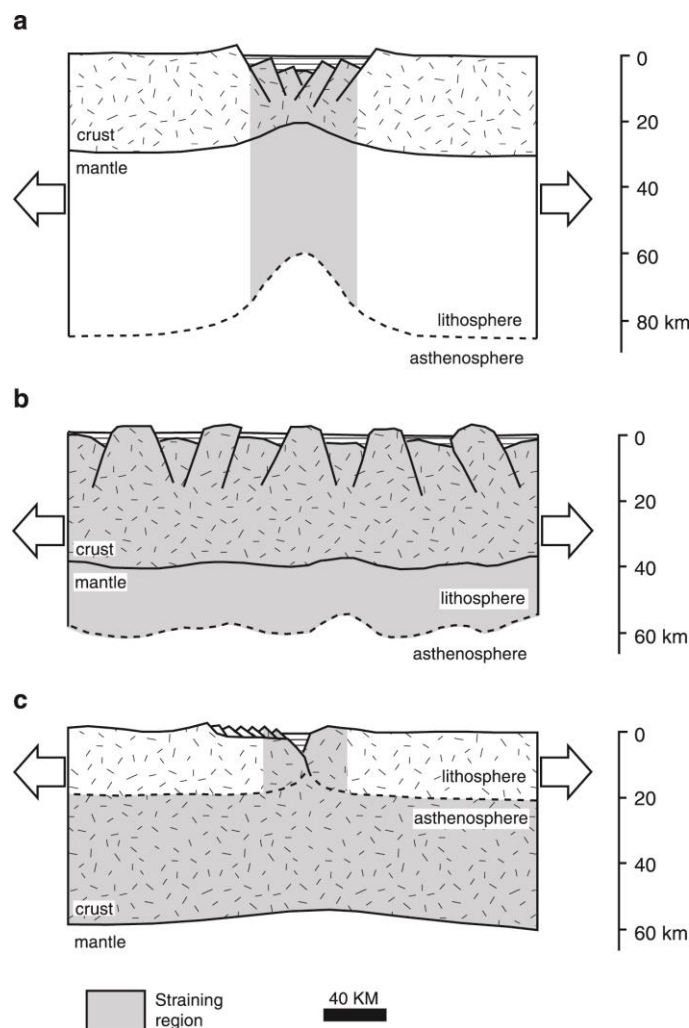 a
0
20
40
60
80 km
crust
mantle
lithosphere
asthenosphere
b
0
20
40
60 km
crust
mantle
lithosphere
asthenosphere
c
0
20
40
60 km
lithosphere
asthenosphere
crust
mantle
Straining
region
40 KM